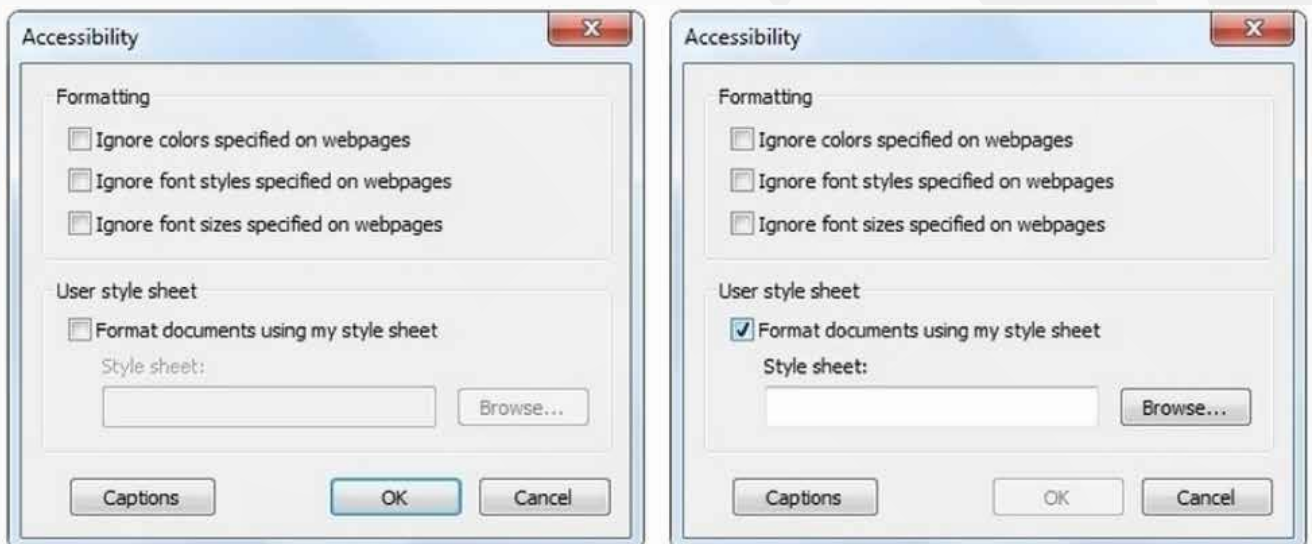 Accessibility
Formatting
Ignore colors specified on webpages
Ignore font styles specified on webpages
Ignore font sizes specified on webpages
User style sheet
Format documents using my style sheet
Style sheet:
Browse...
Captions
OK
Cancel
Accessibility
Formatting
Ignore colors specified on webpages
Ignore font styles specified on webpages
Ignore font sizes specified on webpages
User style sheet
Format documents using my style sheet
Style sheet:
Browse...
Captions
OK
Cancel